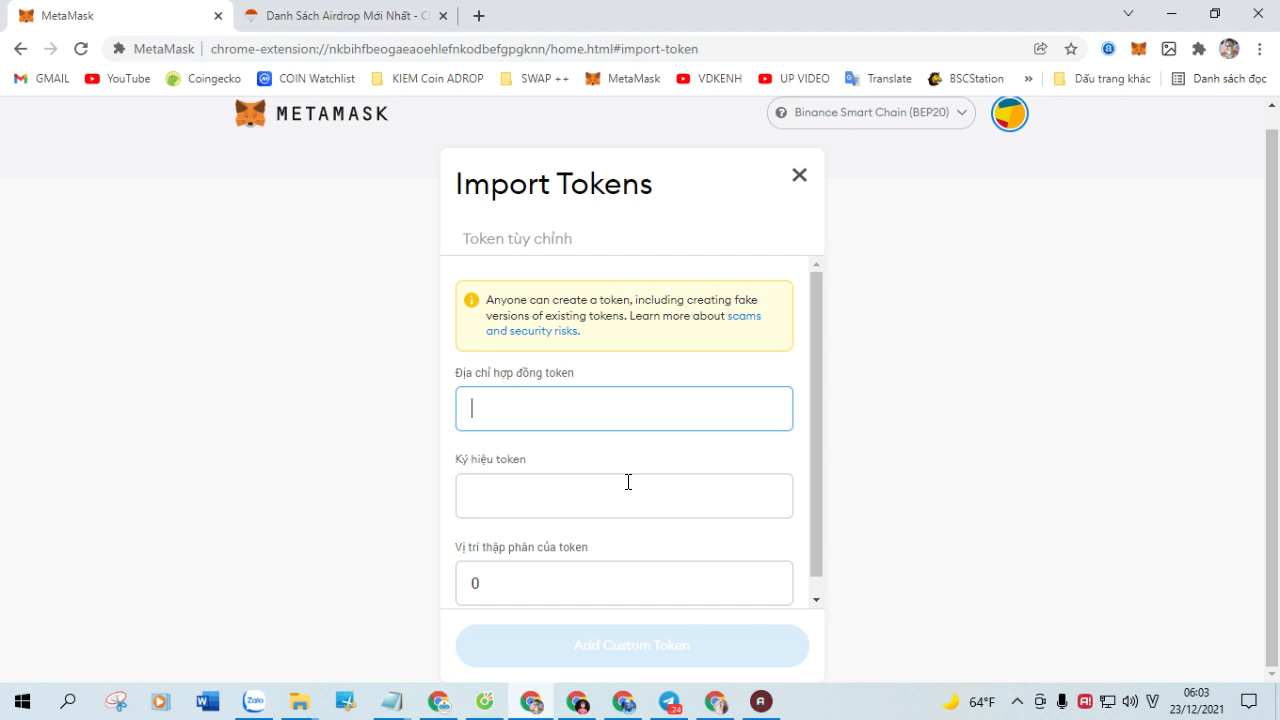 MetaMask
Danh Sách Airdrop Mới Nhất - C
MetaMask
chrome-extension://nkbihfbeogaeaoehlefnkodbefgpgknn/home.html#import-token
GMAIL
YouTube
Coingecko
COIN Watchlist
KIEM Coin ADROP
SWAP ++
MetaMask
VDKENH
UP VIDEO
Translate
BSCStation
»
Dấu trang khác
Danh sách đọc
METAMASK
Binance Smart Chain (BEP20)
Import Tokens
Token tùy chỉnh
Anyone can create a token, including creating fake
versions of existing tokens. Learn more about scams
and security risks.
Địa chỉ hợp đồng token
Ký hiệu token
Vị trí thập phân của token
0
Add Custom Token
Zalo
24
64°F
06:03
23/12/2021